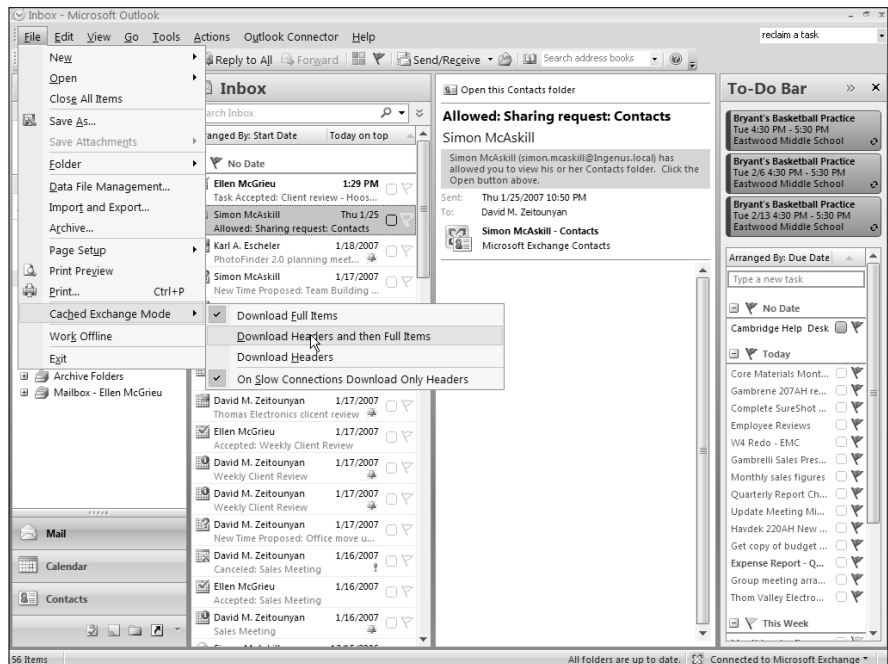 Inbox - Microsoft Outlook
File Edit View Go Tools Actions Outlook Connector Help
reclaim a task
Reply to All Forward Send/Receive Search address books
New
Open
Close All Items
Save As...
Save Attachments
Folder
Data File Management...
Import and Export...
Archive...
Page Setup
Print Preview
Print... Ctrl+P
Cached Exchange Mode
Work Offline
Exit
Download Full Items
Download Headers and then Full Items
Download Headers
On Slow Connections Download Only Headers
Archive Folders
Mailbox - Ellen McGrieu
Mail
Calendar
Contacts
Inbox
arch Inbox
anged By: Start Date Today on top
No Date
Ellen McGrieu 1:29 PM
Task Accepted: Client review - Hoos...
Simon McAskill Thu 1/25
Allowed: Sharing request: Contacts
Karl A. Escheler 1/18/2007
PhotoFinder 2.0 planning meet...
Simon McAskill 1/17/2007
New Time Proposed: Team Building ...
David M. Zeitounyan 1/17/2007
Thomas Electronics clicent review
Ellen McGrieu 1/17/2007
Accepted: Weekly Client Review
David M. Zeitounyan 1/17/2007
Weekly Client Review
David M. Zeitounyan 1/17/2007
Weekly Client Review
David M. Zeitounyan 1/17/2007
New Time Proposed: Office move u...
David M. Zeitounyan 1/16/2007
Canceled: Sales Meeting
Ellen McGrieu 1/16/2007
Accepted: Sales Meeting
David M. Zeitounyan 1/16/2007
Sales Meeting
Open this Contacts folder
Allowed: Sharing request: Contacts
Simon McAskill
Simon McAskill (simon.mcaskill@Ingenus.local) has
allowed you to view his or her Contacts folder. Click the
Open button above.
Sent: Thu 1/25/2007 10:50 PM
To: David M. Zeitounyan
Simon McAskill - Contacts
Microsoft Exchange Contacts
To-Do Bar
Bryant's Basketball Practice
Tue 4:30 PM - 5:30 PM
Eastwood Middle School
Bryant's Basketball Practice
Tue 2/6 4:30 PM - 5:30 PM
Eastwood Middle School
Bryant's Basketball Practice
Tue 2/13 4:30 PM - 5:30 PM
Eastwood Middle School
Arranged By: Due Date
Type a new task
No Date
Cambridge Help Desk
Today
Core Materials Mont...
Gambrene 207AH re...
Complete SureShot ...
Employee Reviews
W4 Redo - EMC
Gambrelli Sales Pres...
Monthly sales figures
Quarterly Report Ch...
Update Meeting Mi...
Havdek 220AH New ...
Get copy of budget ...
Expense Report - Q...
Group meeting arra...
Thom Valley Electro...
This Week
56 Items
All folders are up to date. Connected to Microsoft Exchange